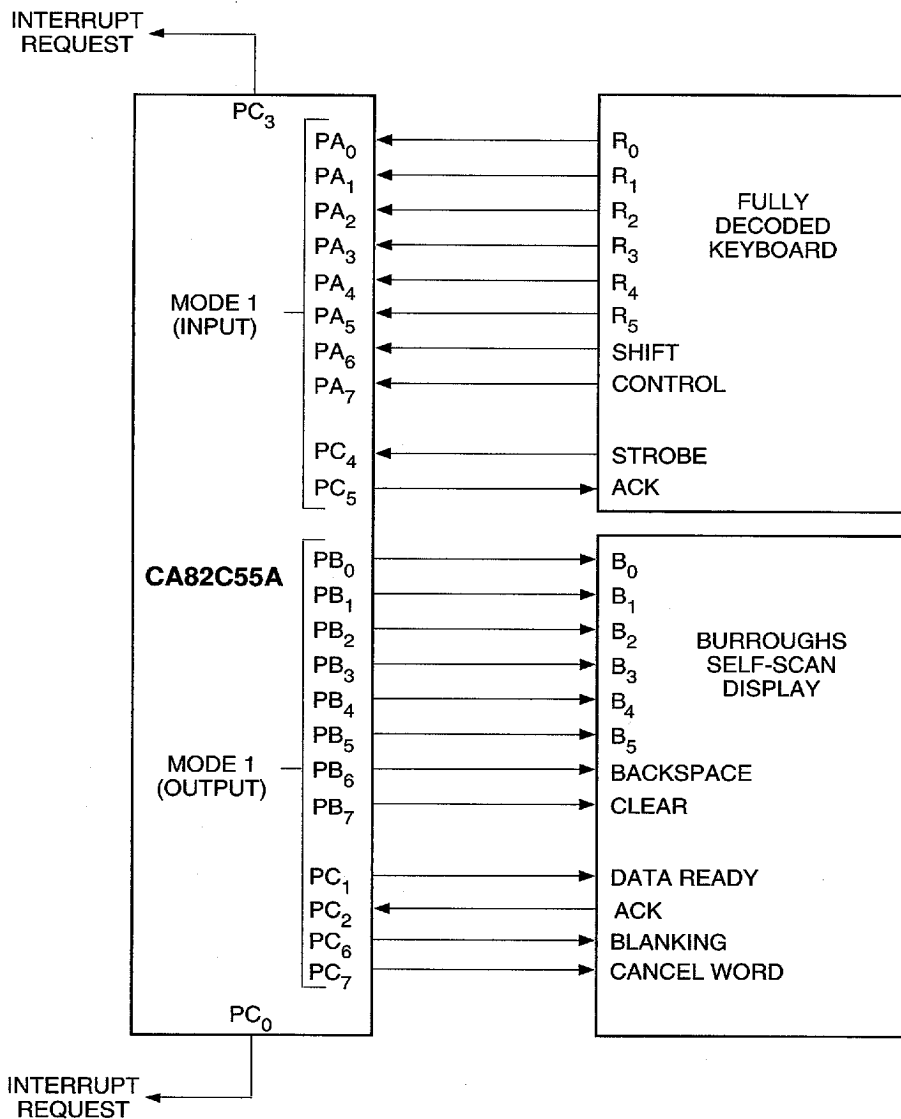 INTERRUPT
REQUEST
PC3
PA0 R0
PA1 R1
PA2 R2
PA3 R3
PA4 R4
PA5 R5
PA6 SHIFT
PA7 CONTROL
PC4 STROBE
PC5 ACK
MODE 1
(INPUT)
FULLY
DECODED
KEYBOARD
CA82C55A
PB0 B0
PB1 B1
PB2 B2
PB3 B3
PB4 B4
PB5 B5
PB6 BACKSPACE
PB7 CLEAR
PC1 DATA READY
PC2 ACK
PC6 BLANKING
PC7 CANCEL WORD
MODE 1
(OUTPUT)
BURROUGHS
SELF-SCAN
DISPLAY
PC0
INTERRUPT
REQUEST